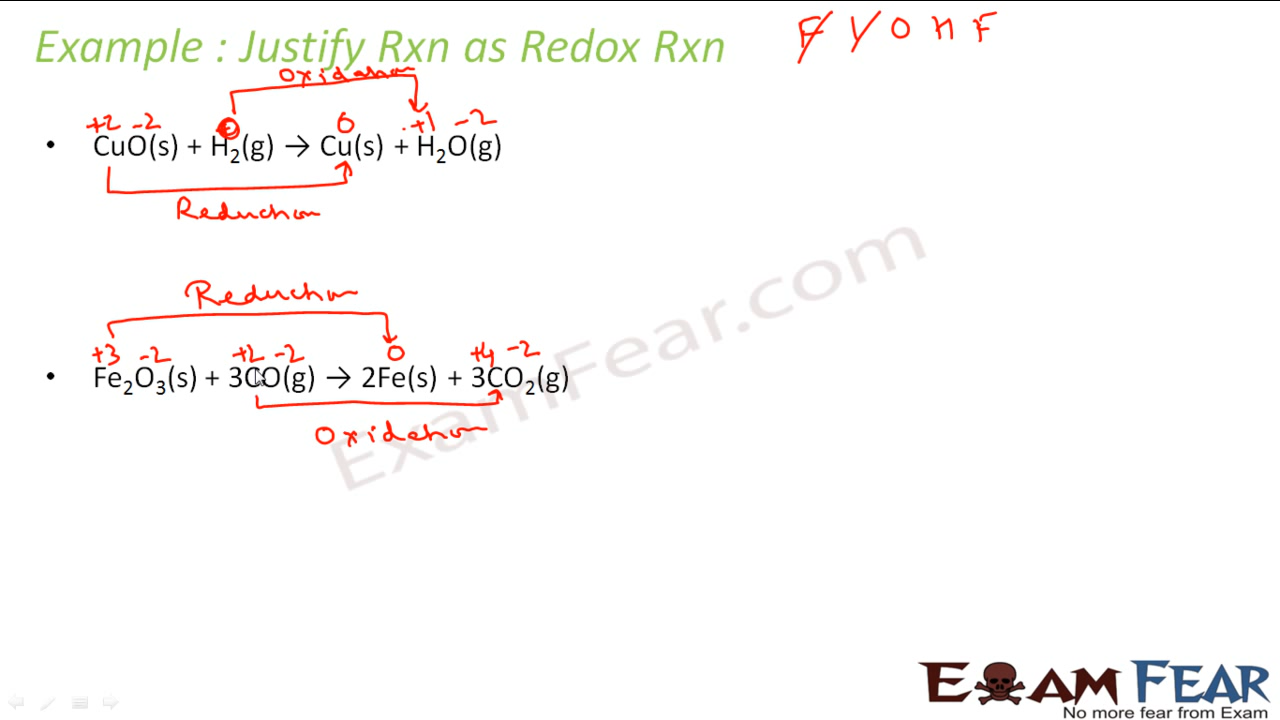 Example : Justify Rxn as Redox Rxn
F Y O n F
Oxidation
+2 -2 0 0 +1 -2
• CuO(s) + H₂(g) → Cu(s) + H₂O(g)
Reduction
Reduction
+3 -2 +2 -2 0 +4 -2
• Fe₂O₃(s) + 3CO(g) → 2Fe(s) + 3CO₂(g)
Oxidation
ExamFear.com
EXAM FEAR
No more fear from Exam